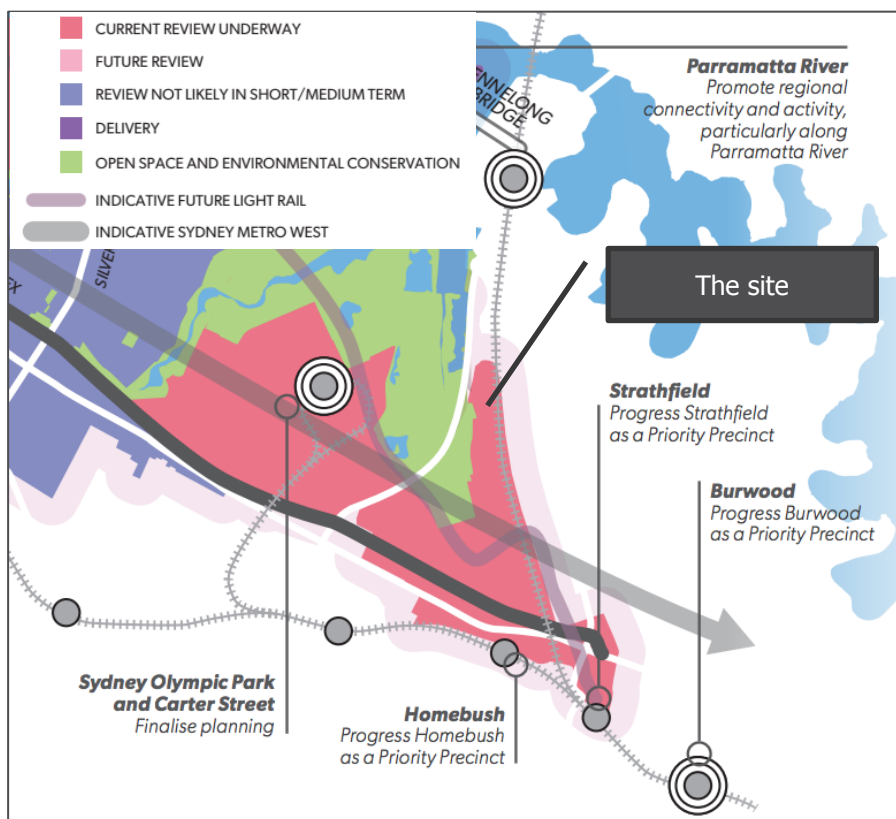 CURRENT REVIEW UNDERWAY
FUTURE REVIEW
REVIEW NOT LIKELY IN SHORT/MEDIUM TERM
DELIVERY
OPEN SPACE AND ENVIRONMENTAL CONSERVATION
INDICATIVE FUTURE LIGHT RAIL
INDICATIVE SYDNEY METRO WEST
ENNELONG
BRIDGE
Parramatta River
Promote regional
connectivity and activity,
particularly along
Parramatta River
SILVER
EX
The site
Strathfield
Progress Strathfield
as a Priority Precinct
Burwood
Progress Burwood
as a Priority Precinct
Sydney Olympic Park
and Carter Street
Finalise planning
Homebush
Progress Homebush
as a Priority Precinct